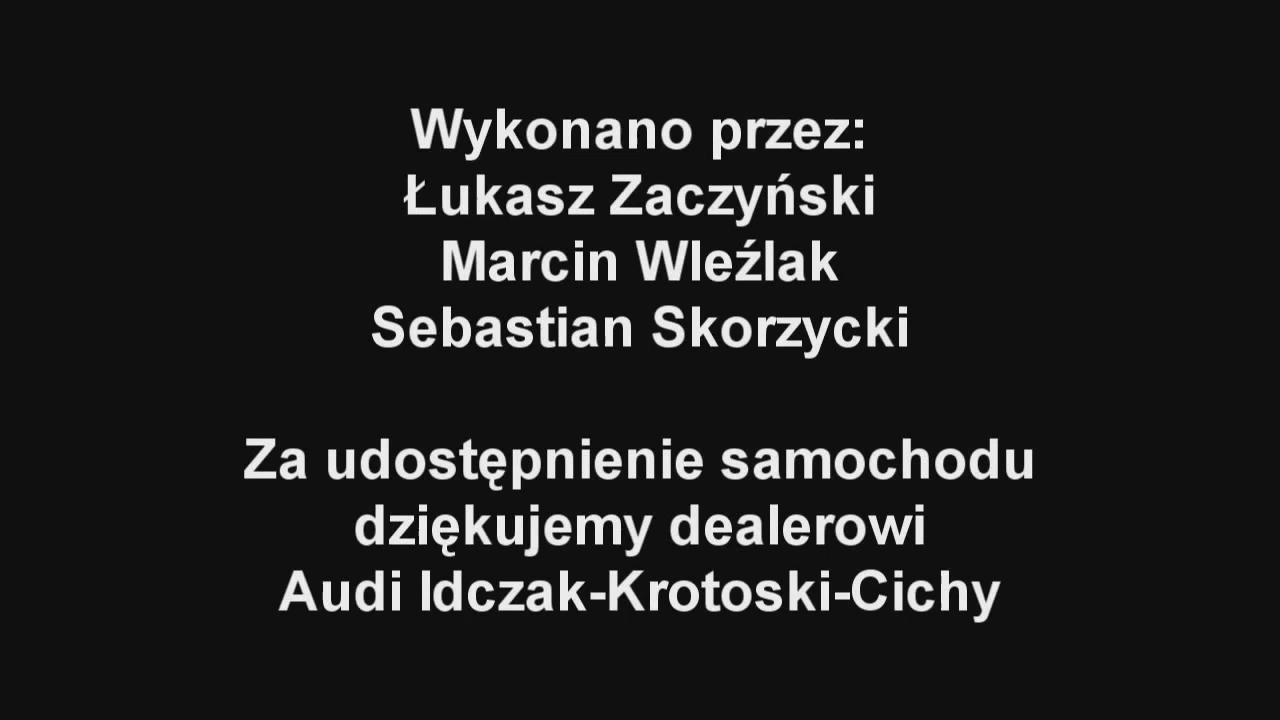 Wykonano przez:
Łukasz Zaczyński
Marcin Wleźlak
Sebastian Skorzycki
Za udostępnienie samochodu
dziękujemy dealerowi
Audi Idczak-Krotoski-Cichy